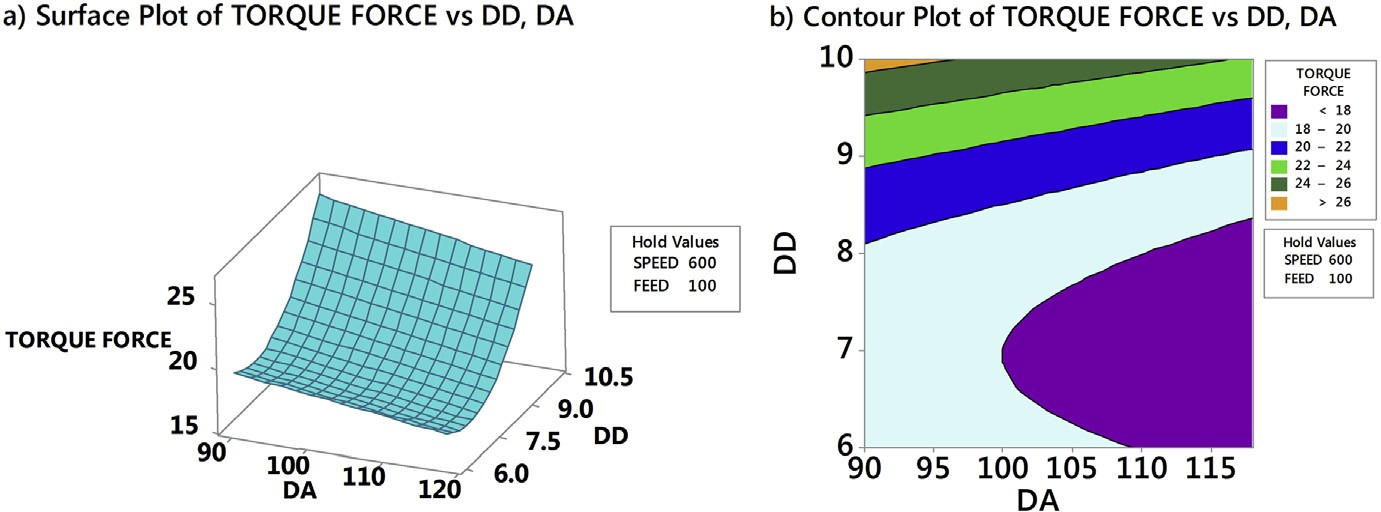 a) Surface Plot of TORQUE FORCE vs DD, DA
25
TORQUE FORCE
20
15
90
100
110
120
DA
6.0
7.5
9.0
10.5
DD
Hold Values
SPEED 600
FEED 100
b) Contour Plot of TORQUE FORCE vs DD, DA
10
9
8
7
6
DD
90 95 100 105 110 115
DA
TORQUE
FORCE
< 18
18 – 20
20 – 22
22 – 24
24 – 26
> 26
Hold Values
SPEED 600
FEED 100